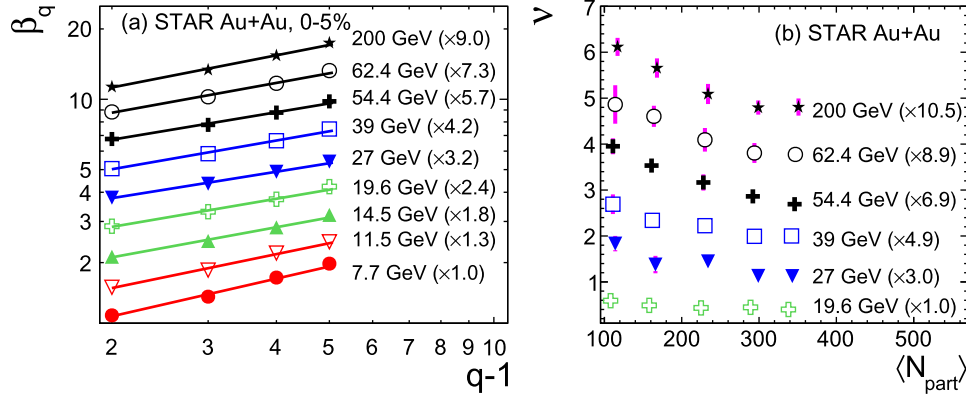 β_q
(a) STAR Au+Au, 0-5%
20
10
5
4
3
2
200 GeV (×9.0)
62.4 GeV (×7.3)
54.4 GeV (×5.7)
39 GeV (×4.2)
27 GeV (×3.2)
19.6 GeV (×2.4)
14.5 GeV (×1.8)
11.5 GeV (×1.3)
7.7 GeV (×1.0)
2 3 4 5 6 7 8 10
q-1
ν
(b) STAR Au+Au
7
6
5
4
3
2
1
200 GeV (×10.5)
62.4 GeV (×8.9)
54.4 GeV (×6.9)
39 GeV (×4.9)
27 GeV (×3.0)
19.6 GeV (×1.0)
100 200 300 400 500
⟨N_part⟩